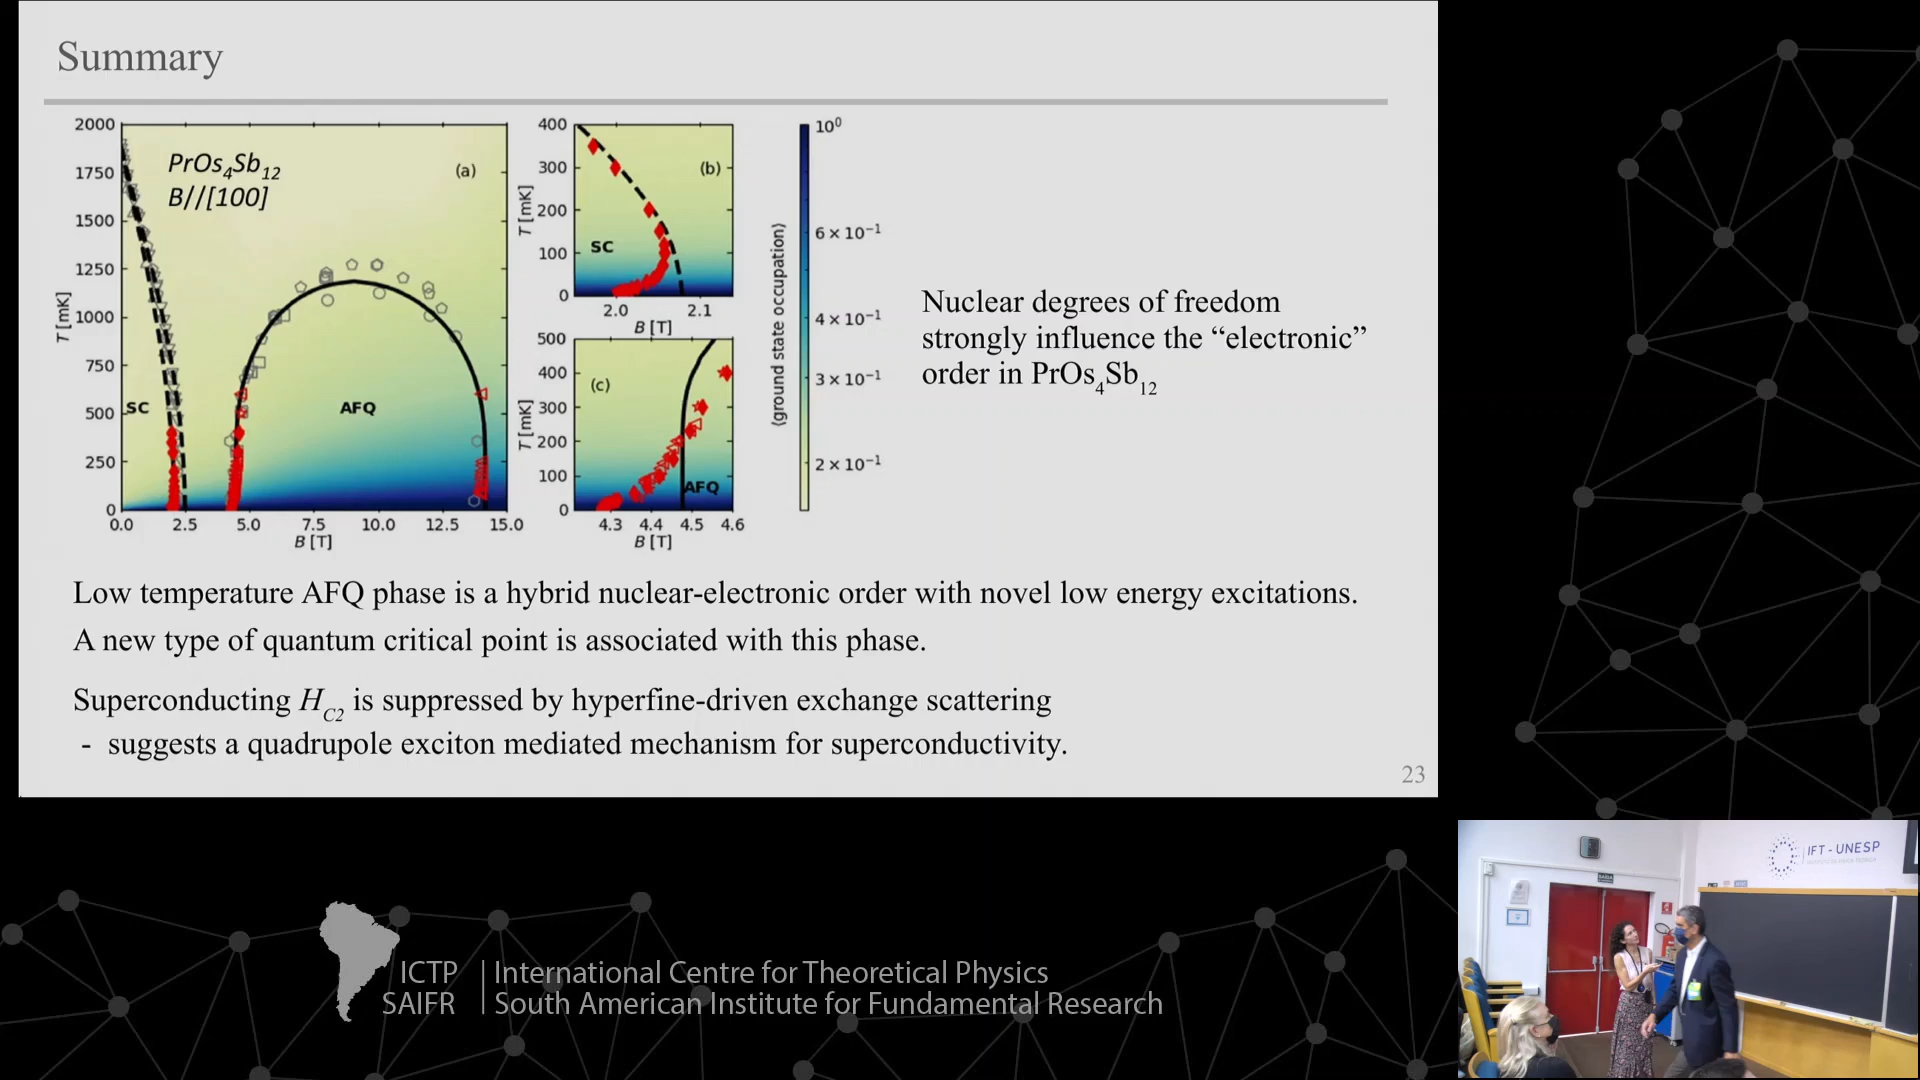 Summary
2000
1750
1500
1250
1000
750
500
250
0
T [mK]
PrOs4Sb12
B//[100]
(a)
SC
AFQ
0.0 2.5 5.0 7.5 10.0 12.5 15.0
B [T]
400
300
200
100
0
T [mK]
(b)
SC
2.0 2.1
B [T]
500
400
300
200
100
0
T [mK]
(c)
AFQ
4.3 4.4 4.5 4.6
B [T]
⟨ground state occupation⟩
10⁰
6×10⁻¹
4×10⁻¹
3×10⁻¹
2×10⁻¹
Nuclear degrees of freedom
strongly influence the “electronic”
order in PrOs4Sb12
Low temperature AFQ phase is a hybrid nuclear-electronic order with novel low energy excitations.
A new type of quantum critical point is associated with this phase.
Superconducting HC2 is suppressed by hyperfine-driven exchange scattering
- suggests a quadrupole exciton mediated mechanism for superconductivity.
23
ICTP | International Centre for Theoretical Physics
SAIFR | South American Institute for Fundamental Research
IFT - UNESP